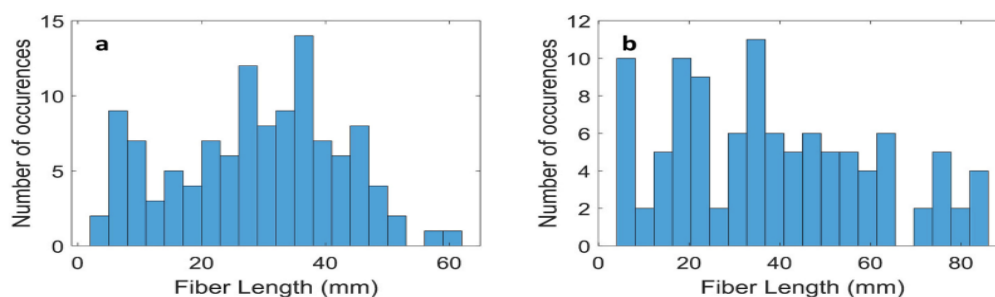 a
15
10
5
0
Number of occurences
0 20 40 60
Fiber Length (mm)
b
12
10
8
6
4
2
0
Number of occurences
0 20 40 60 80
Fiber Length (mm)